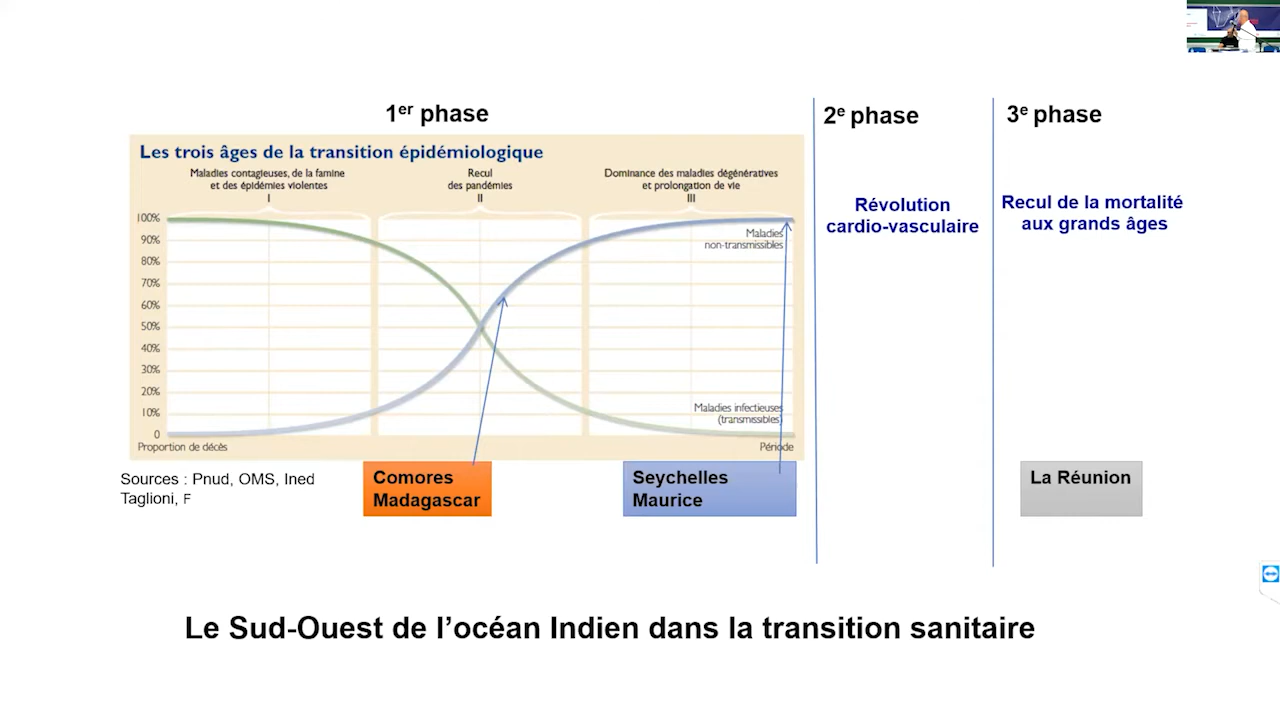 1er phase
2e phase
3e phase
Les trois âges de la transition épidémiologique
Maladies contagieuses, de la famine
et des épidémies violentes
I
Recul
des pandémies
II
Dominance des maladies dégénératives
et prolongation de vie
III
Révolution
cardio-vasculaire
Recul de la mortalité
aux grands âges
100%
90%
80%
70%
60%
50%
40%
30%
20%
10%
0
Maladies
non-transmissibles
Maladies infectieuses
(transmissibles)
Proportion de décès
Période
Sources : Pnud, OMS, Ined
Taglioni, F
Comores
Madagascar
Seychelles
Maurice
La Réunion
Le Sud-Ouest de l’océan Indien dans la transition sanitaire